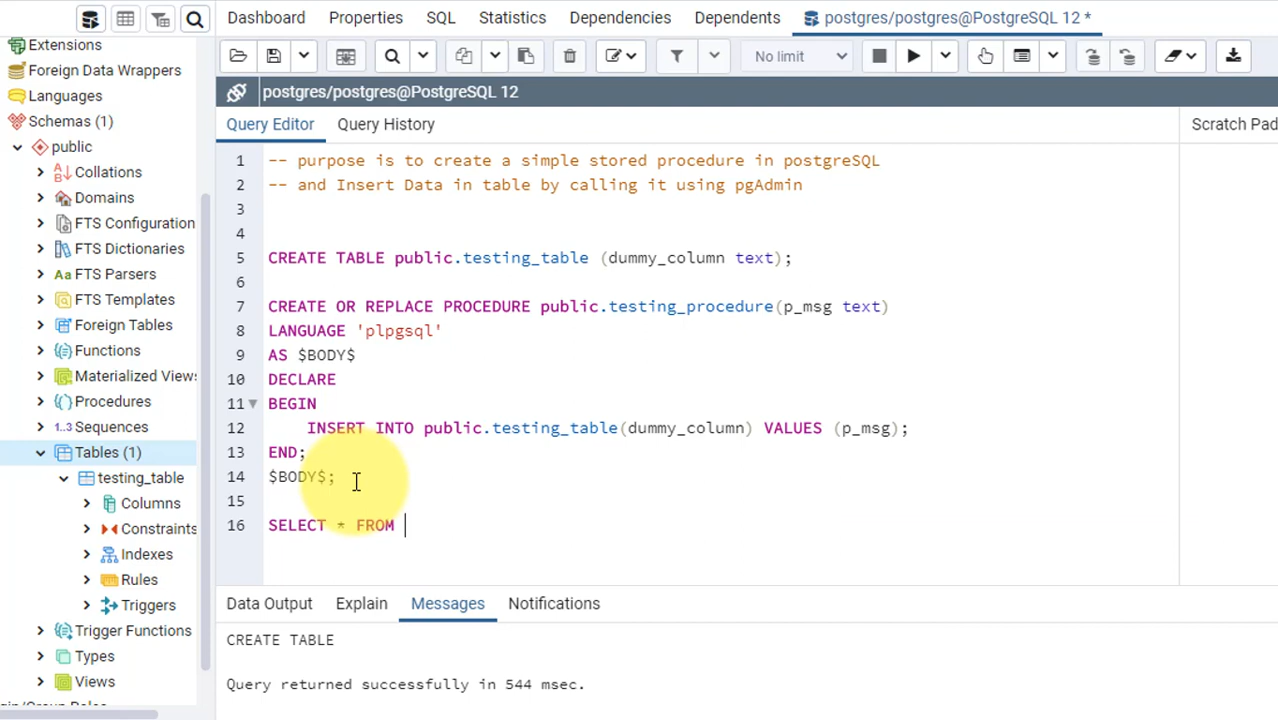 Dashboard Properties SQL Statistics Dependencies Dependents postgres/postgres@PostgreSQL 12 *
No limit
postgres/postgres@PostgreSQL 12
Query Editor Query History Scratch Pad
Extensions
Foreign Data Wrappers
Languages
Schemas (1)
public
Collations
Domains
FTS Configuration
FTS Dictionaries
FTS Parsers
FTS Templates
Foreign Tables
Functions
Materialized Views
Procedures
Sequences
Tables (1)
testing_table
Columns
Constraints
Indexes
Rules
Triggers
Trigger Functions
Types
Views
1 -- purpose is to create a simple stored procedure in postgreSQL
2 -- and Insert Data in table by calling it using pgAdmin
3
4
5 CREATE TABLE public.testing_table (dummy_column text);
6
7 CREATE OR REPLACE PROCEDURE public.testing_procedure(p_msg text)
8 LANGUAGE 'plpgsql'
9 AS $BODY$
10 DECLARE
11 BEGIN
12 INSERT INTO public.testing_table(dummy_column) VALUES (p_msg);
13 END;
14 $BODY$;
15
16 SELECT * FROM
Data Output Explain Messages Notifications
CREATE TABLE
Query returned successfully in 544 msec.